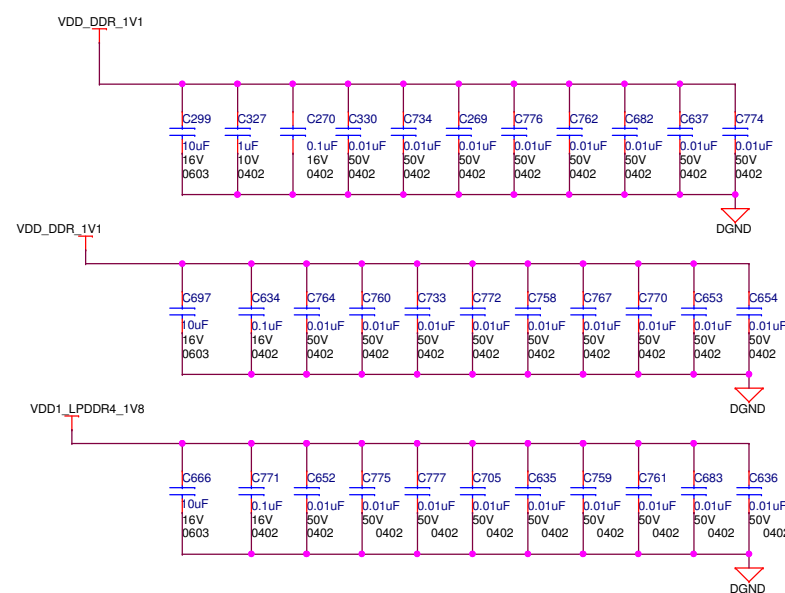 VDD_DDR_1V1
C299 C327 C270 C330 C734 C269 C776 C762 C682 C637 C774
10uF 1uF 0.1uF 0.01uF 0.01uF 0.01uF 0.01uF 0.01uF 0.01uF 0.01uF 0.01uF
16V 10V 16V 50V 50V 50V 50V 50V 50V 50V 50V
0603 0402 0402 0402 0402 0402 0402 0402 0402 0402 0402
DGND
VDD_DDR_1V1
C697 C634 C764 C760 C733 C772 C758 C767 C770 C653 C654
10uF 0.1uF 0.01uF 0.01uF 0.01uF 0.01uF 0.01uF 0.01uF 0.01uF 0.01uF 0.01uF
16V 16V 50V 50V 50V 50V 50V 50V 50V 50V 50V
0603 0402 0402 0402 0402 0402 0402 0402 0402 0402 0402
DGND
VDD1_LPDDR4_1V8
C666 C771 C652 C775 C777 C705 C635 C759 C761 C683 C636
10uF 0.1uF 0.01uF 0.01uF 0.01uF 0.01uF 0.01uF 0.01uF 0.01uF 0.01uF 0.01uF
16V 16V 50V 50V 50V 50V 50V 50V 50V 50V 50V
0603 0402 0402 0402 0402 0402 0402 0402 0402 0402 0402
DGND